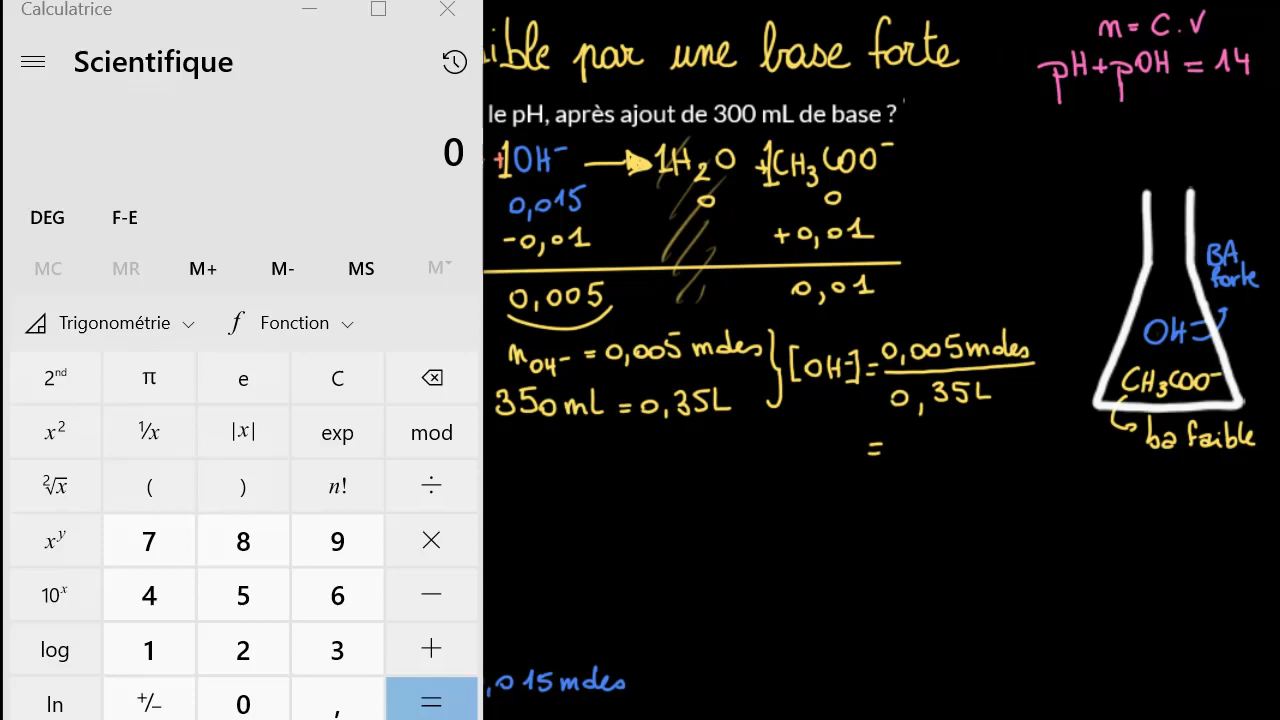 Calculatrice
Scientifique
0
DEG F-E
MC MR M+ M- MS M˅
Trigonométrie Fonction
2ⁿᵈ π e C
x² ¹/x |x| exp mod
²√x ( ) n! ÷
xʸ 7 8 9 ×
10ˣ 4 5 6 −
log 1 2 3 +
ln +/− 0 , =
ible par une base forte
le pH, après ajout de 300 mL de base ?
+1OH⁻ → 1H₂O +1CH₃COO⁻
0,015 0 0
-0,01 +0,01
0,005 0,01
n OH⁻ = 0,005 moles } [OH⁻] = 0,005 moles
350 mL = 0,35L 0,35L
=
,015 moles
n = C.V
pH + pOH = 14
BA
forte
OH⁻
CH₃COO⁻
ba faible